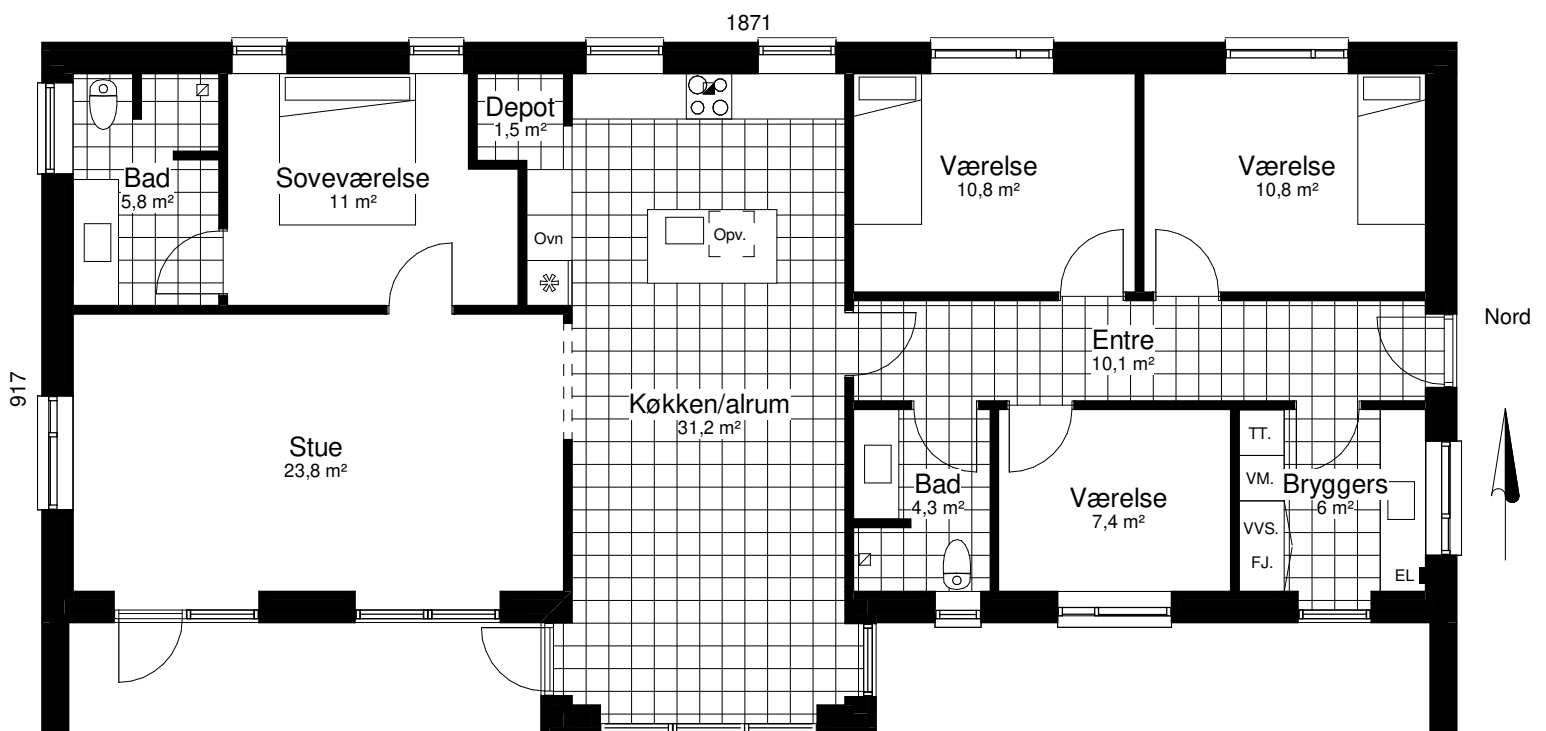 1871
Depot
1,5 m²
Bad
5,8 m²
Soveværelse
11 m²
Værelse
10,8 m²
Værelse
10,8 m²
Ovn
Opv.
Nord
Entre
10,1 m²
917
Køkken/alrum
31,2 m²
Stue
23,8 m²
Bad
4,3 m²
Værelse
7,4 m²
TT.
VM.
Bryggers
6 m²
VVS.
FJ.
EL